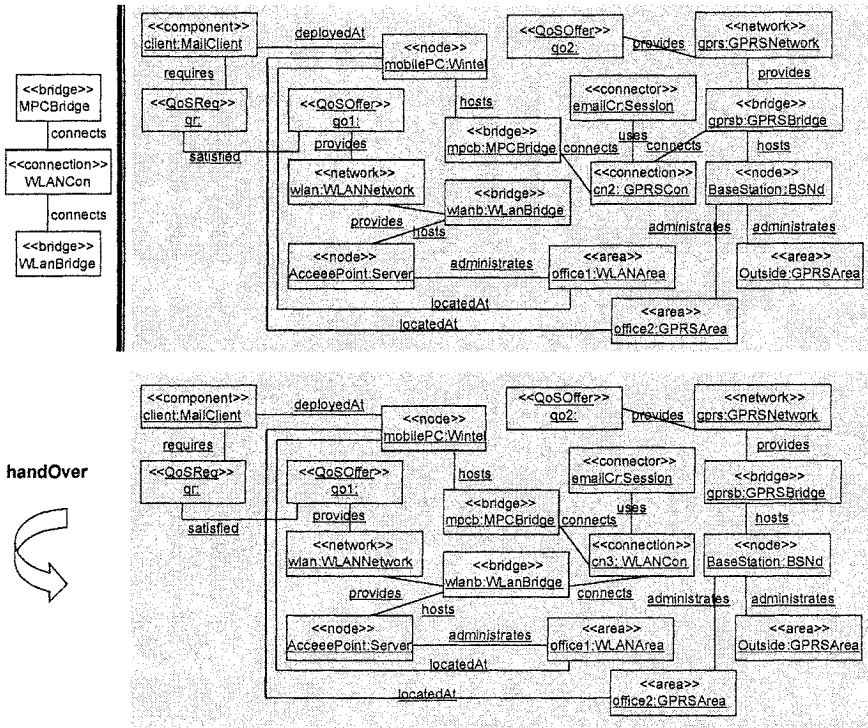 <<bridge>>
MPCBridge
connects
<<connection>>
WLANCon
connects
<<bridge>>
WLanBridge
<<component>>
client:MailClient
deployedAt
<<node>>
mobilePC:Wintel
<<QoSOffer>>
qo2:
provides
<<network>>
gprs:GPRSNetwork
requires
hosts
provides
<<QoSReq>>
qr:
<<QoSOffer>>
qo1:
<<connector>>
emailCr:Session
<<bridge>>
gprsb:GPRSBridge
satisfied
provides
<<bridge>>
mpcb:MPCBridge
connects
uses
connects
hosts
<<network>>
wlan:WLANNetwork
<<bridge>>
wlanb:WLanBridge
<<connection>>
cn2: GPRSCon
<<node>>
BaseStation:BSNd
provides
hosts
administrates
administrates
<<node>>
AcceeePoint:Server
administrates
<<area>>
office1:WLANArea
<<area>>
Outside:GPRSArea
locatedAt
locatedAt
<<area>>
office2:GPRSArea
handOver
<<component>>
client:MailClient
deployedAt
<<node>>
mobilePC:Wintel
<<QoSOffer>>
qo2:
provides
<<network>>
gprs:GPRSNetwork
requires
hosts
provides
<<QoSReq>>
qr:
<<QoSOffer>>
qo1:
<<connector>>
emailCr:Session
<<bridge>>
gprsb:GPRSBridge
satisfied
provides
<<bridge>>
mpcb:MPCBridge
connects
uses
hosts
<<network>>
wlan:WLANNetwork
<<bridge>>
wlanb:WLanBridge
<<connection>>
cn3: WLANCon
<<node>>
BaseStation:BSNd
provides
hosts
connects
administrates
administrates
<<node>>
AcceeePoint:Server
administrates
<<area>>
office1:WLANArea
<<area>>
Outside:GPRSArea
locatedAt
locatedAt
<<area>>
office2:GPRSArea